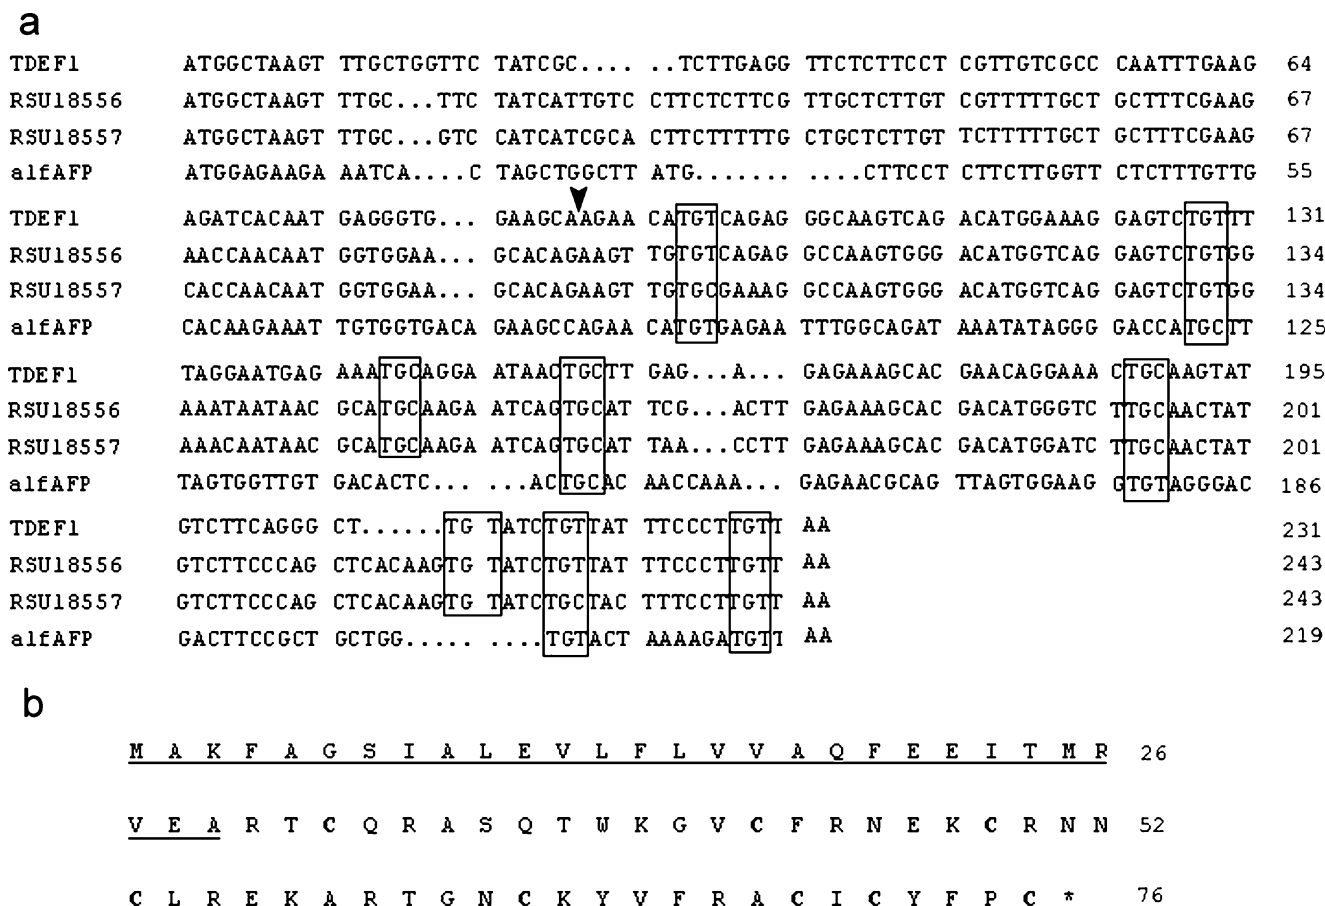 a
TDEF1 ATGGCTAAGT TTGCTGGTTC TATCGC.... ..TCTTGAGG TTCTCTTCCT CGTTGTCGCC CAATTTGAAG 64
RSU18556 ATGGCTAAGT TTGC...TTC TATCATTGTCC CTTCTCTTCG TTGCTCTTGT CGTTTTTGCT GCTTTCGAAG 67
RSU18557 ATGGCTAAGT TTGC...GTC CATCATCGCA CTTCTTTTTG CTGCTCTTGT TCTTTTTGCT GCTTTCGAAG 67
alfAFP ATGGAGAAGA AATCA....C TAGCTGGCTT ATG....... ....CTTCCT CTTCTTGGTT CTCTTTGTTG 55
TDEF1 AGATCACAAT GAGGGTG... GAAGCAAGAA CATGTCAGAG GGCAAGTCAG ACATGGAAAG GAGTCTGTTT 131
RSU18556 AACCAACAAT GGTGGAA... GCACAGAAGT TGTGTCAGAG GCCAAGTGGG ACATGGTCAG GAGTCTGTGG 134
RSU18557 CACCAACAAT GGTGGAA... GCACAGAAGT TGTGCGAAAG GCCAAGTGGG ACATGGTCAG GAGTCTGTGG 134
alfAFP CACAAGAAAT TGTGGTGACA GAAGCCAGAA CATGTGAGAA TTTGGCAGAT AAATATAGGG GACCATGCTT 125
TDEF1 TAGGAATGAG AAATGCAGGA ATAACTGCTT GAG...A... GAGAAAGCAC GAACAGGAAA CTGCAAGTAT 195
RSU18556 AAATAATAAC GCATGCAAGA ATCAGTGCAT TCG...ACTT GAGAAAGCAC GACATGGGTC TTGCAACTAT 201
RSU18557 AAACAATAAC GCATGCAAGA ATCAGTGCAT TAA...CCTT GAGAAAGCAC GACATGGATC TTGCAACTAT 201
alfAFP TAGTGGTTGT GACACTC... ...ACTGCAC AACCAAA... GAGAACGCAG TTAGTGGAAG GTGTAGGGAC 186
TDEF1 GTCTTCAGGG CT......TG TATCTGTTAT TTCCCTTGTT AA 231
RSU18556 GTCTTCCCAG CTCACAAGTG TATCTGTTAT TTCCCTTGTT AA 243
RSU18557 GTCTTCCCAG CTCACAAGTG TATCTGCTAC TTTCCTTGTT AA 243
alfAFP GACTTCCGCT GCTGG..... .....TGTACT AAAAGATGTT AA 219
b
M A K F A G S I A L E V L F L V V A Q F E E I T M R 26
V E A R T C Q R A S Q T W K G V C F R N E K C R N N 52
C L R E K A R T G N C K Y V F R A C I C Y F P C * 76